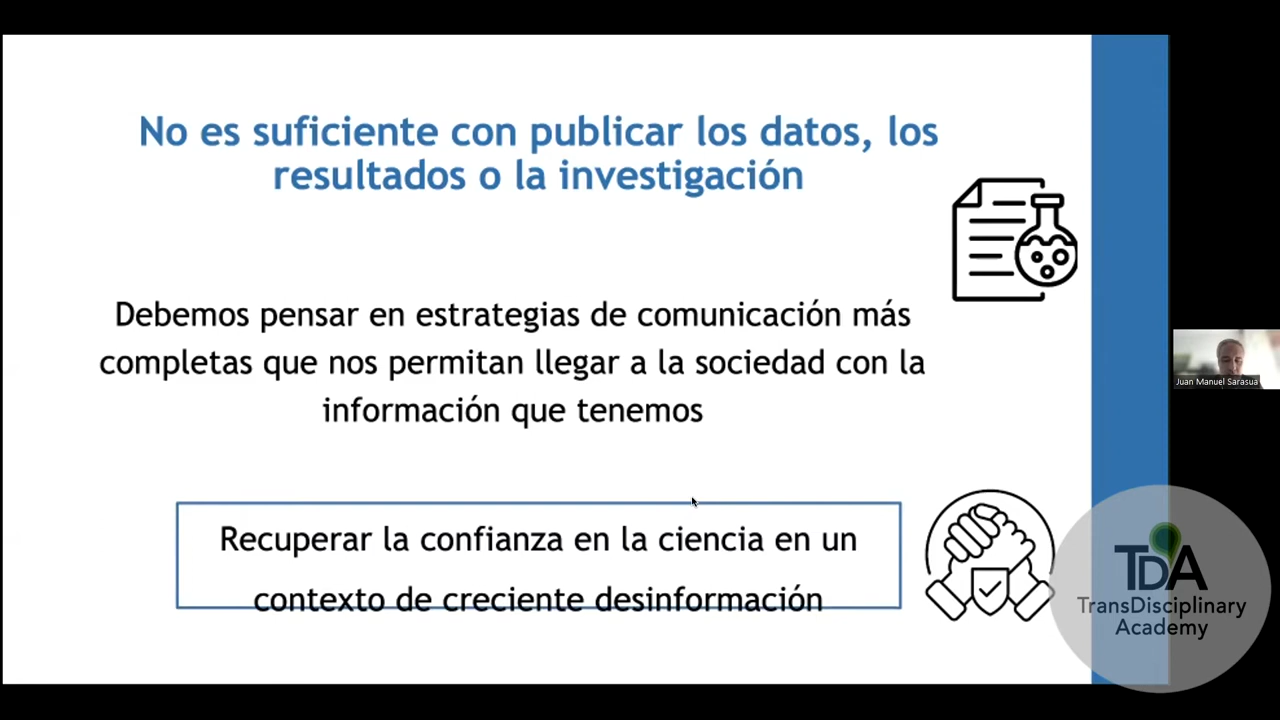 No es suficiente con publicar los datos, los
resultados o la investigación
Debemos pensar en estrategias de comunicación más
completas que nos permitan llegar a la sociedad con la
información que tenemos
Recuperar la confianza en la ciencia en un
contexto de creciente desinformación
Juan Manuel Sarasua
TDA
TransDisciplinary
Academy